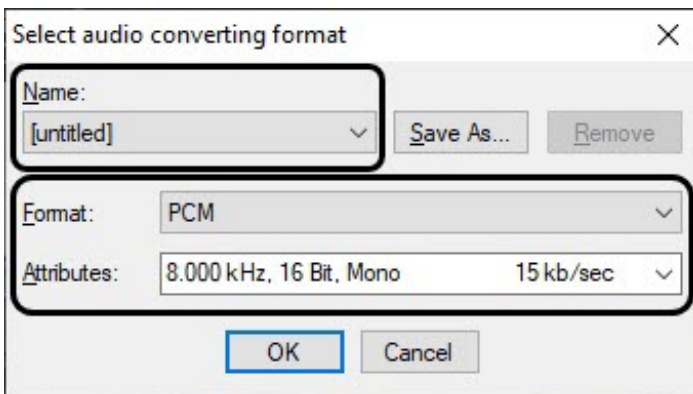 Select audio converting format
Name:
[untitled]
Save As...
Remove
Format:
PCM
Attributes:
8.000 kHz, 16 Bit, Mono 15 kb/sec
OK
Cancel